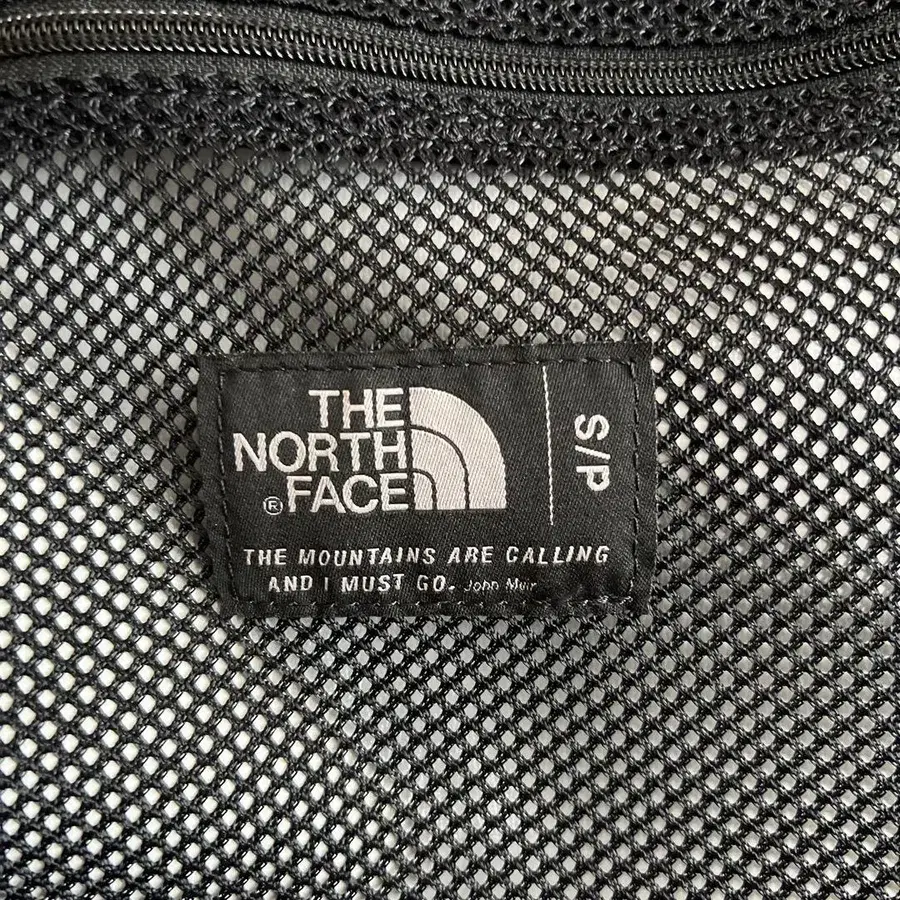 THE
NORTH
® FACE
S/P
THE MOUNTAINS ARE CALLING
AND I MUST GO. John Muir